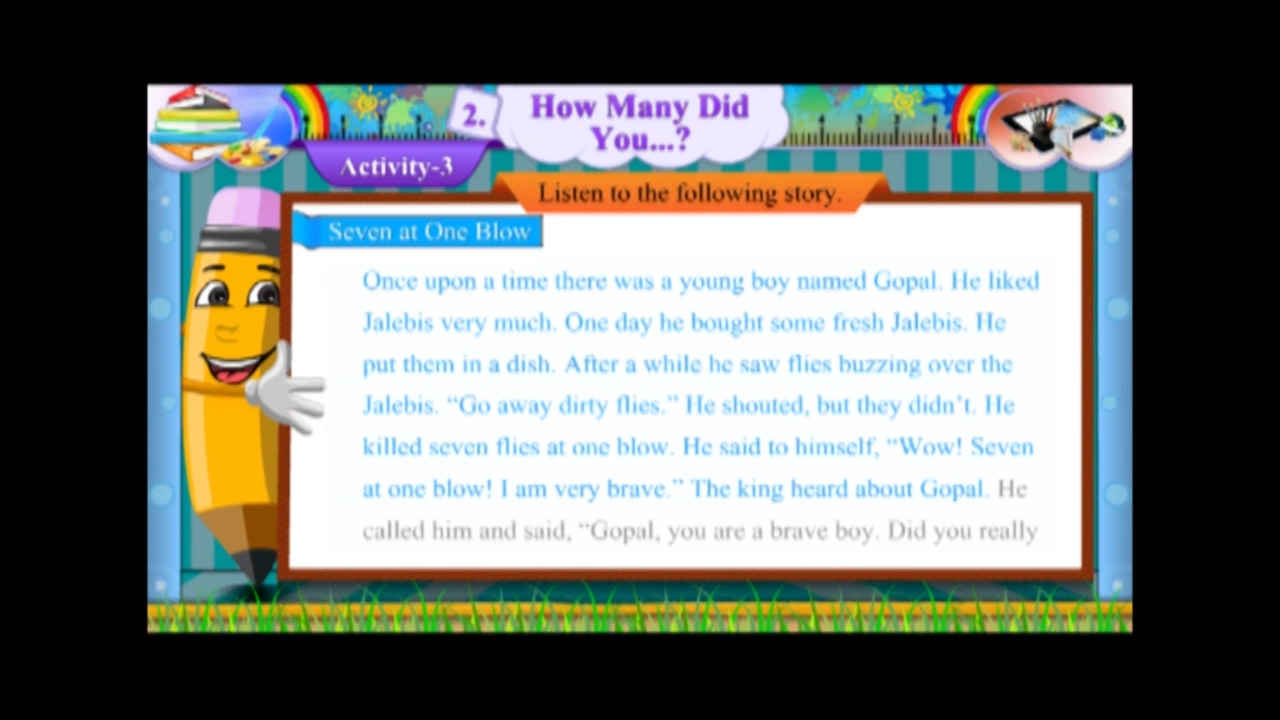 2.
How Many Did
You...?
Activity-3
Listen to the following story.
Seven at One Blow
Once upon a time there was a young boy named Gopal. He liked
Jalebis very much. One day he bought some fresh Jalebis. He
put them in a dish. After a while he saw flies buzzing over the
Jalebis. “Go away dirty flies.” He shouted, but they didn’t. He
killed seven flies at one blow. He said to himself, “Wow! Seven
at one blow! I am very brave.” The king heard about Gopal. He
called him and said, “Gopal, you are a brave boy. Did you really